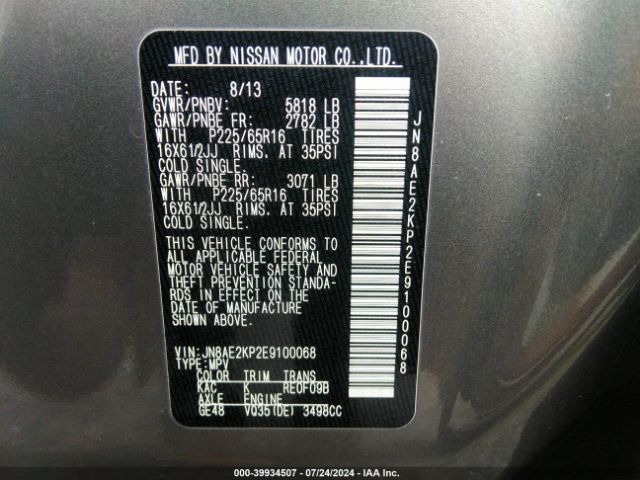 MFD BY NISSAN MOTOR CO.,LTD.
DATE: 8/13
GVWR/PNBV: 5818 LB
GAWR/PNBE FR: 2782 LB
WITH P225/65R16 TIRES
16X61/2JJ RIMS. AT 35PSI
COLD SINGLE.
GAWR/PNBE RR: 3071 LB
WITH P225/65R16 TIRES
16X61/2JJ RIMS. AT 35PSI
COLD SINGLE.
THIS VEHICLE CONFORMS TO
ALL APPLICABLE FEDERAL
MOTOR VEHICLE SAFETY AND
THEFT PREVENTION STANDA-
RDS IN EFFECT ON THE
DATE OF MANUFACTURE
SHOWN ABOVE.
VIN:JN8AE2KP2E9100068
TYPE:MPV
COLOR TRIM TRANS
KAC K RE0F09B
AXLE ENGINE
GE48 VQ35(DE) 3498CC
JN8AE2KP2E9100068
000-39934507 - 07/24/2024 - IAA Inc.